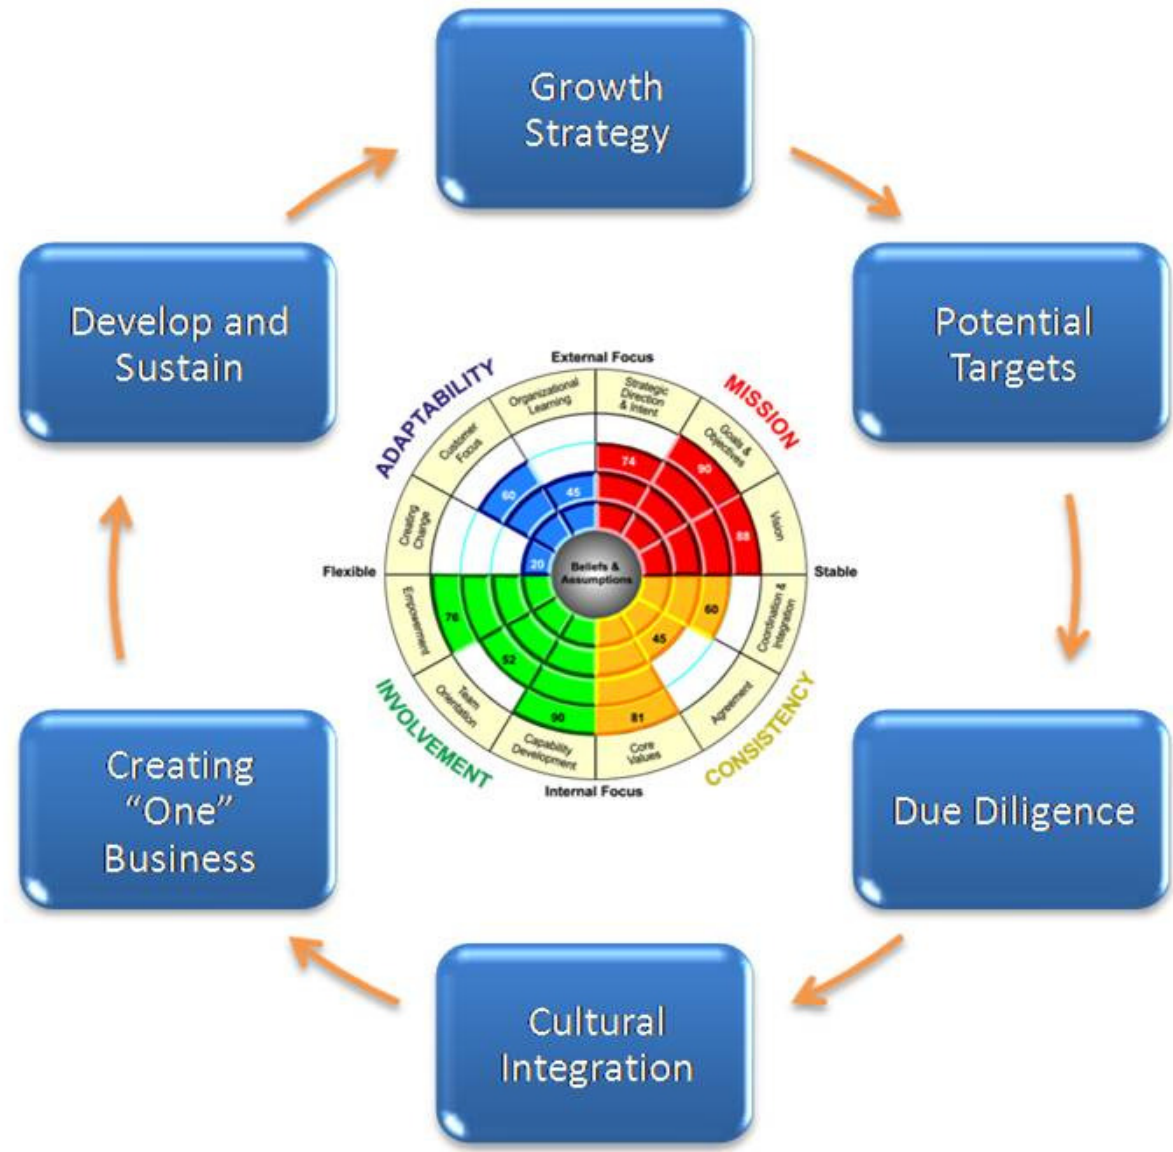 Growth
Strategy
Potential
Targets
Due Diligence
Cultural
Integration
Creating
“One”
Business
Develop and
Sustain
External Focus
ADAPTABILITY
MISSION
Organizational
Learning
Strategic
Direction
& Intent
Customer
Focus
Goals &
Objectives
Creating
Change
Vision
74
90
88
60
45
20
Flexible
Beliefs &
Assumptions
Stable
Empowerment
Coordination &
Integration
76
52
90
81
45
60
Team
Orientation
Agreement
Capability
Development
Core
Values
INVOLVEMENT
CONSISTENCY
Internal Focus